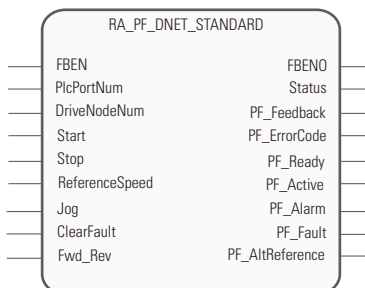 RA_PF_DNET_STANDARD
FBEN FBENO
PlcPortNum Status
DriveNodeNum PF_Feedback
Start PF_ErrorCode
Stop PF_Ready
ReferenceSpeed PF_Active
Jog PF_Alarm
ClearFault PF_Fault
Fwd_Rev PF_AltReference